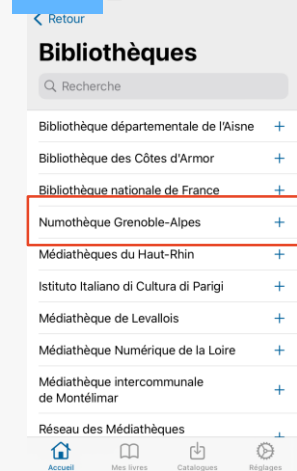 Retour
Bibliothèques
Recherche
Bibliothèque départementale de l'Aisne +
Bibliothèque des Côtes d'Armor +
Bibliothèque nationale de France +
Numothèque Grenoble-Alpes +
Médiathèques du Haut-Rhin +
Istituto Italiano di Cultura di Parigi +
Médiathèque de Levallois +
Médiathèque Numérique de la Loire +
Médiathèque intercommunale
de Montélimar +
Réseau des Médiathèques +
Accueil Mes livres Catalogues Réglages